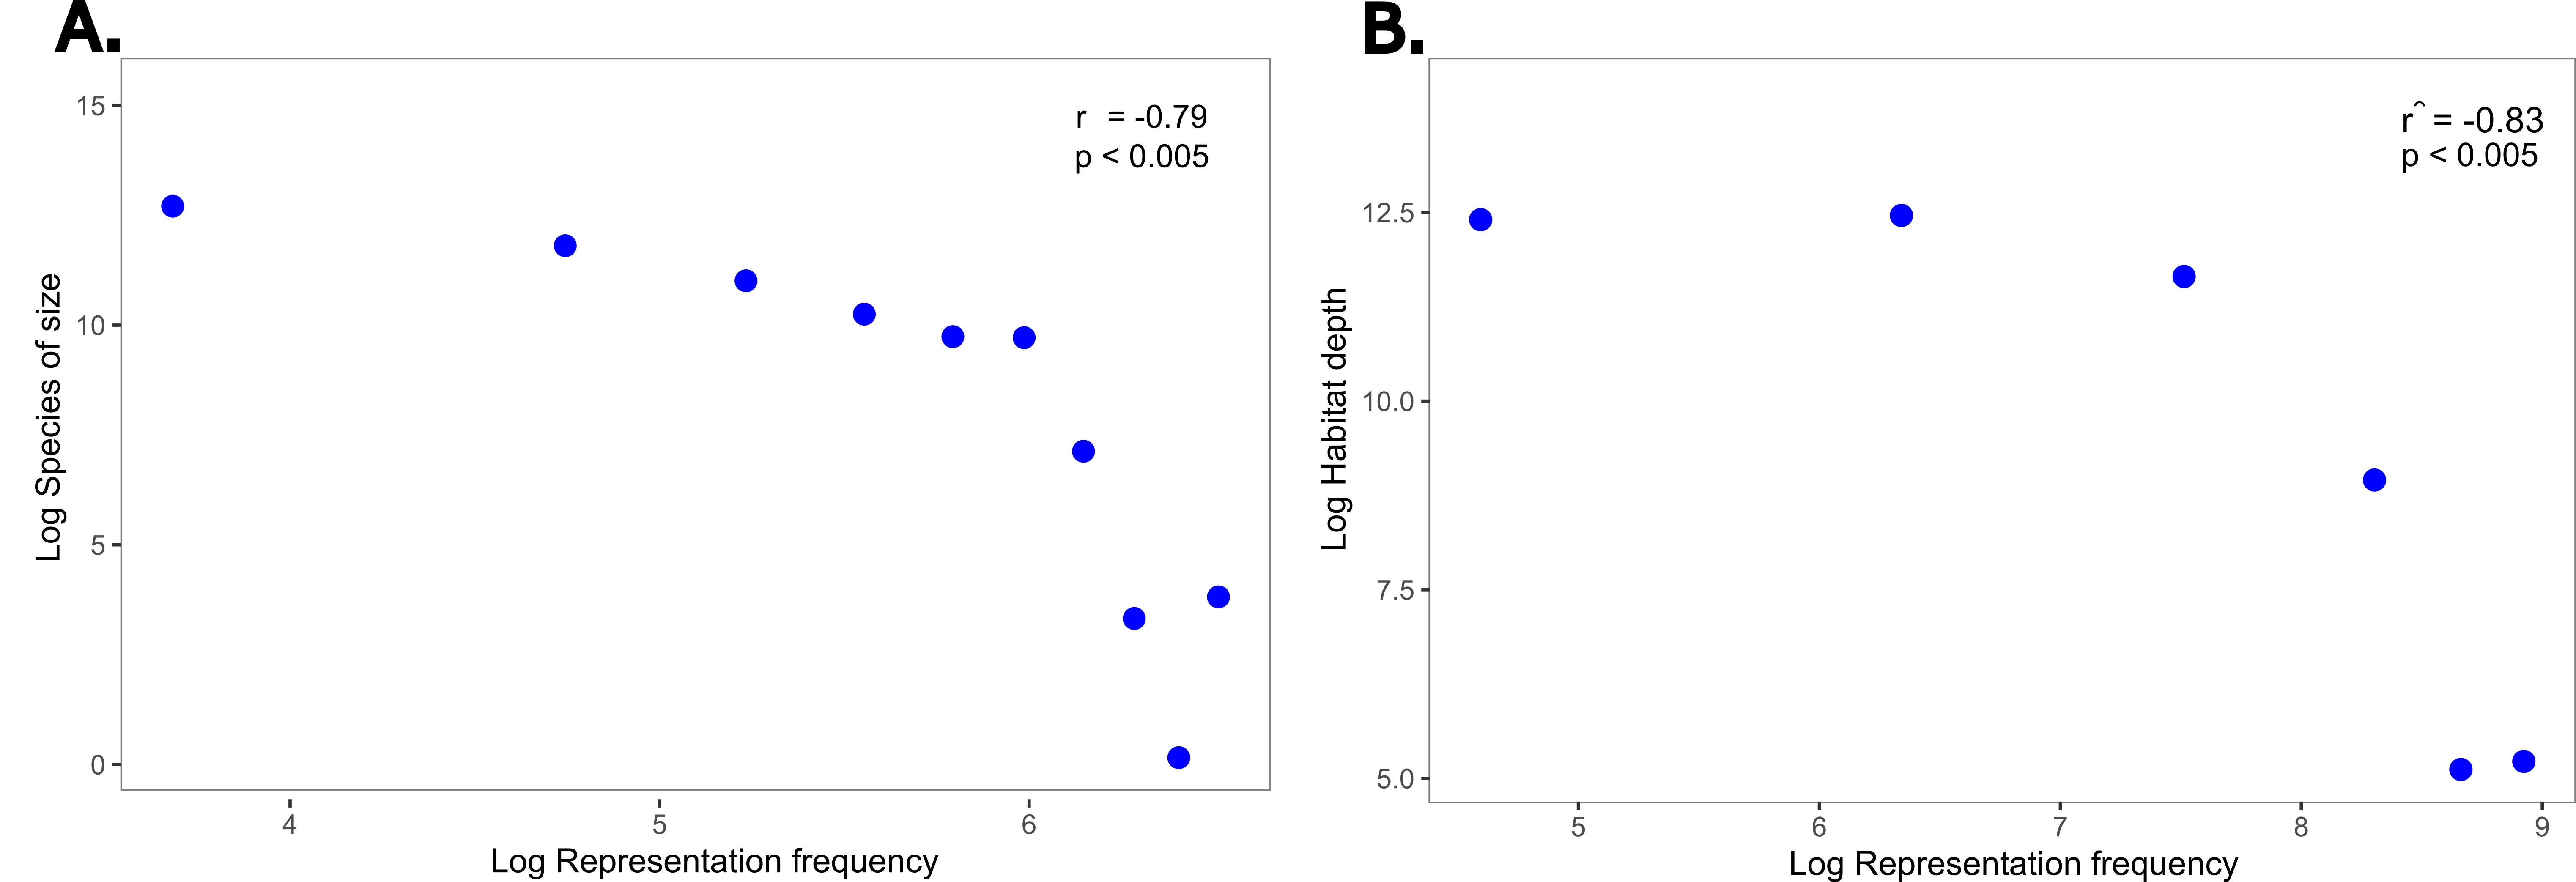 A.
15
10
5
0
Log Species of size
r = -0.79
p < 0.005
4 5 6
Log Representation frequency
B.
12.5
10.0
7.5
5.0
Log Habitat depth
r̂ = -0.83
p < 0.005
5 6 7 8 9
Log Representation frequency